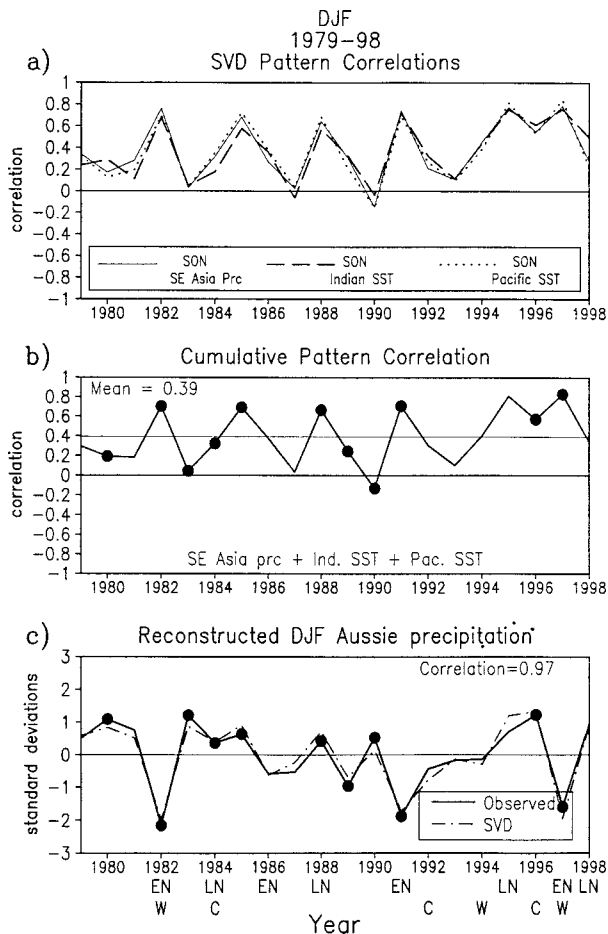 DJF
1979-98
a) SVD Pattern Correlations
1
0.8
0.6
0.4
0.2
0
-0.2
-0.4
-0.6
-0.8
-1
correlation
SON SON SON
SE Asia Prc Indian SST Pacific SST
1980 1982 1984 1986 1988 1990 1992 1994 1996 1998
b) Cumulative Pattern Correlation
1
0.8
0.6
0.4
0.2
0
-0.2
-0.4
-0.6
-0.8
-1
correlation
Mean = 0.39
SE Asia prc + Ind. SST + Pac. SST
1980 1982 1984 1986 1988 1990 1992 1994 1996 1998
c) Reconstructed DJF Aussie precipitation
3
2
1
0
-1
-2
-3
standard deviations
Correlation=0.97
Observed
SVD
1980 1982 1984 1986 1988 1990 1992 1994 1996 1998
EN LN EN LN EN LN EN LN
W C C W C W
Year